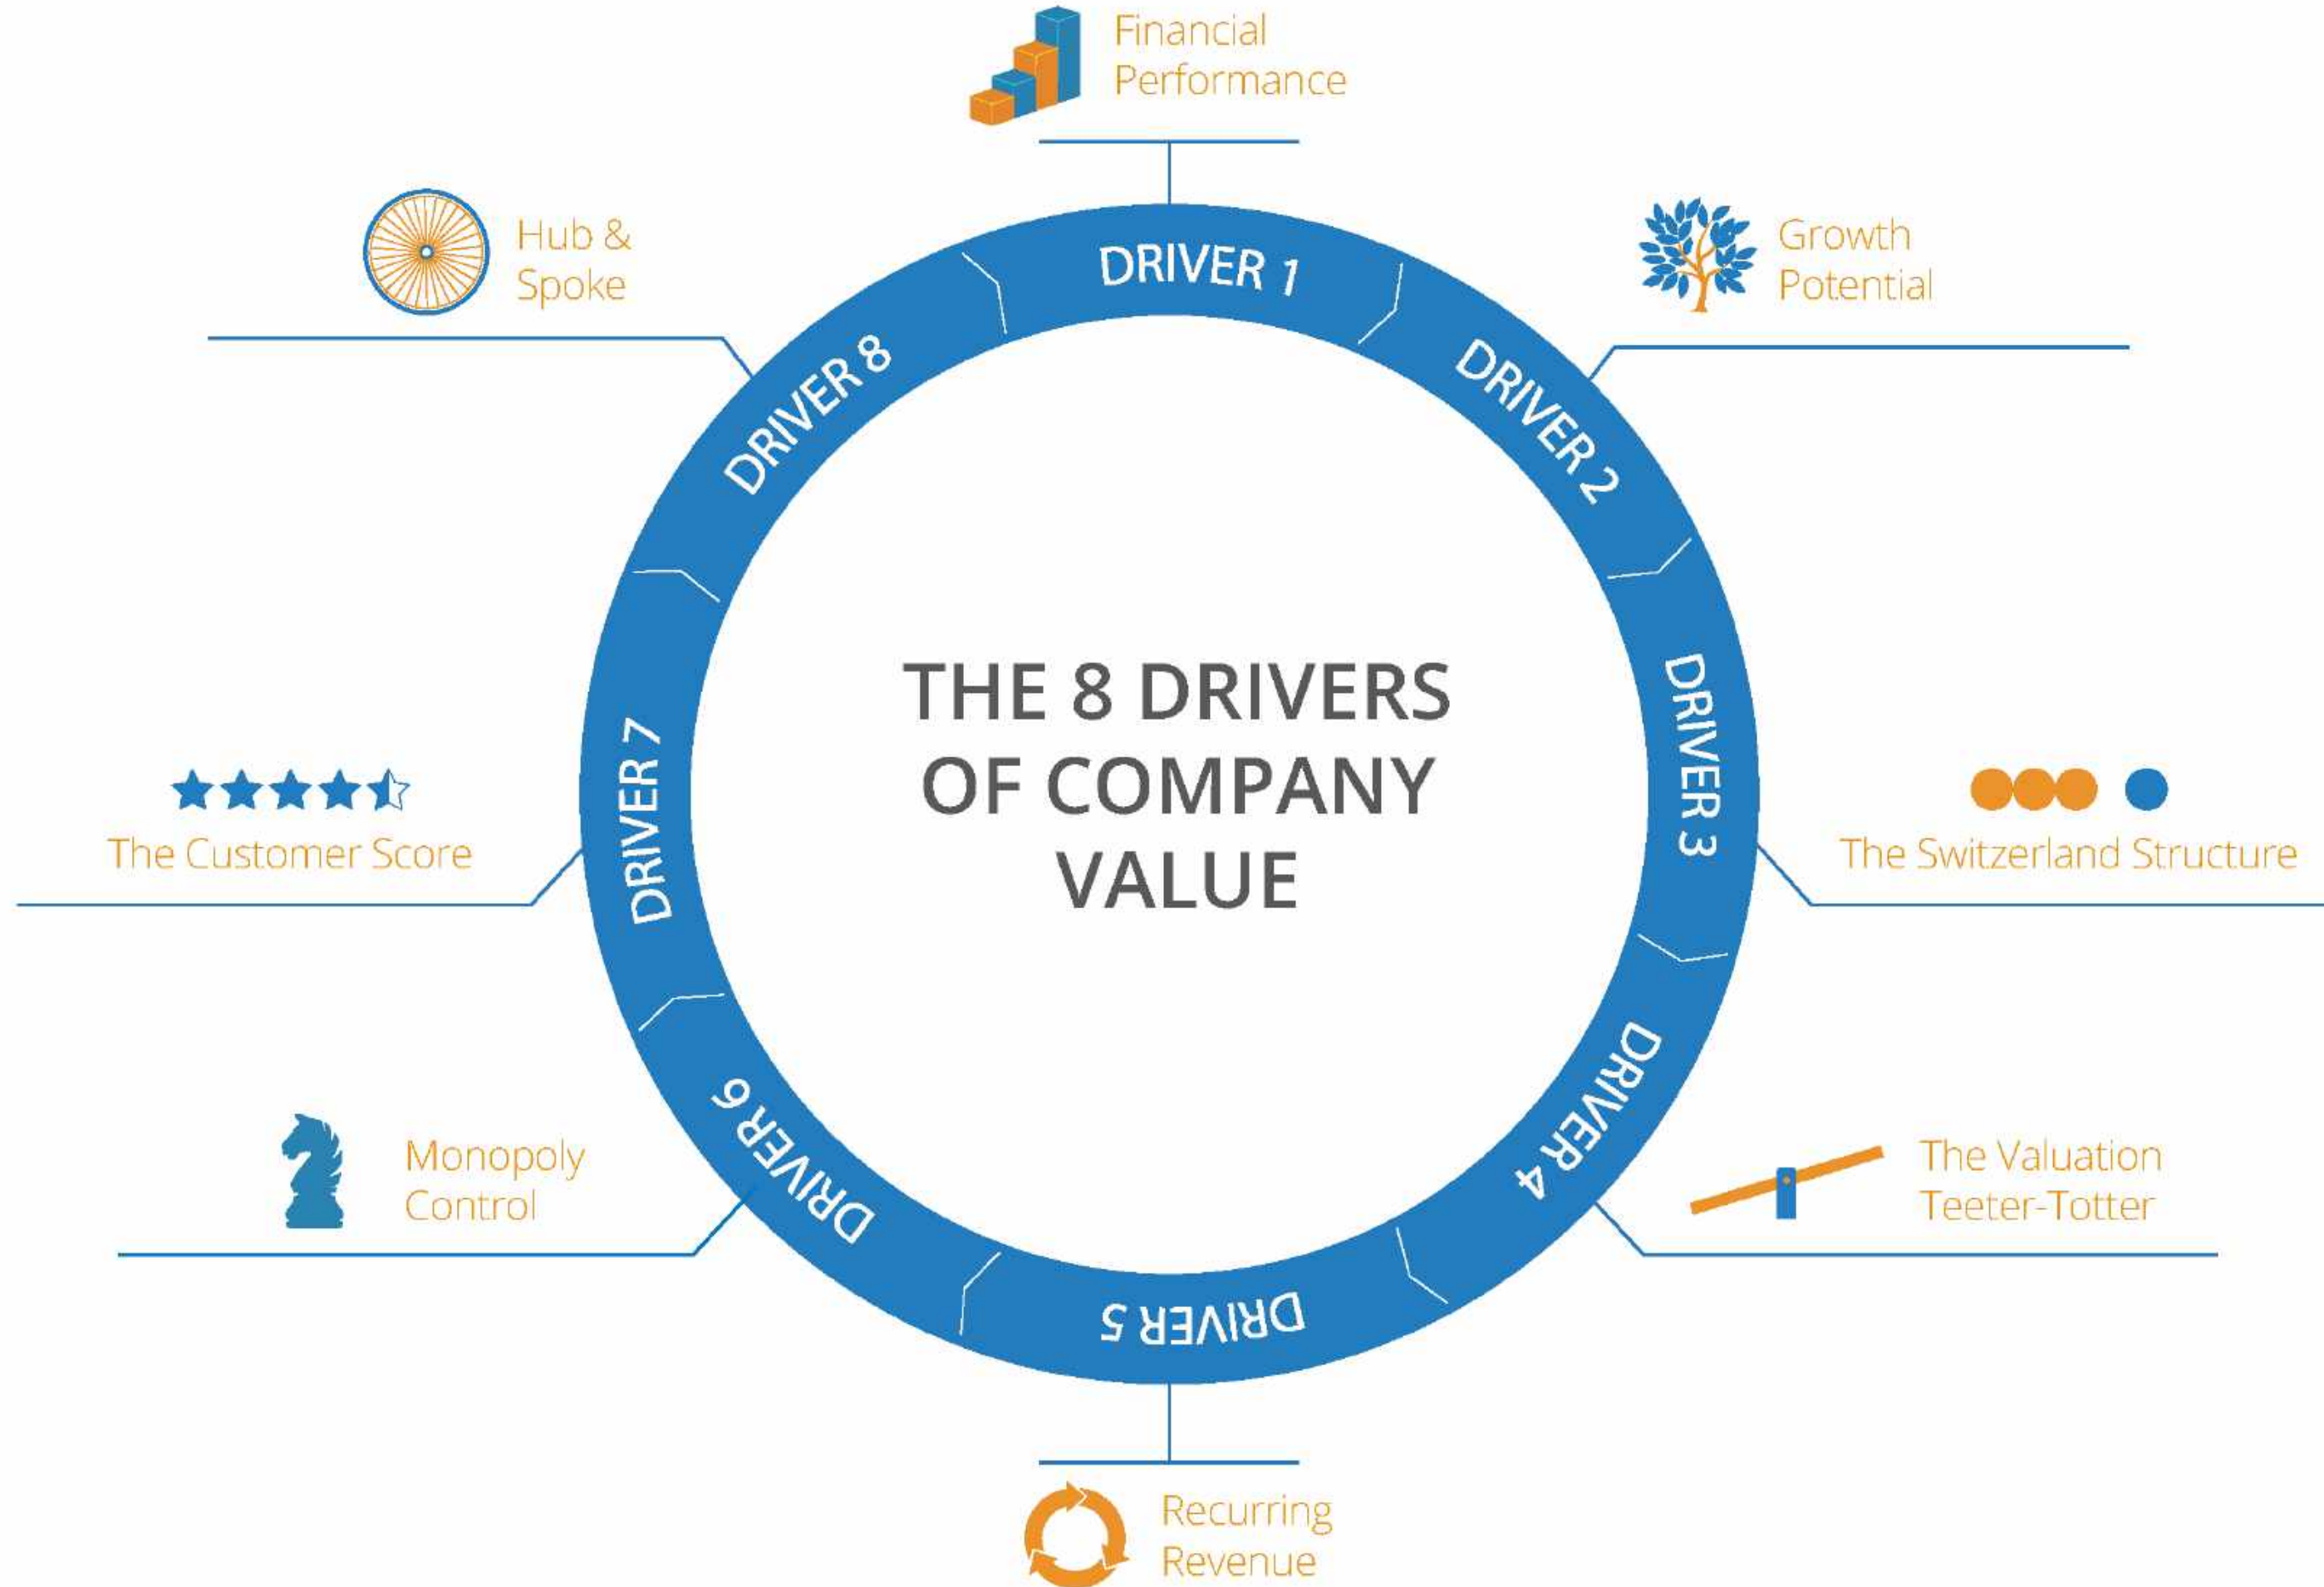 Financial
Performance
DRIVER 1
Growth
Potential
DRIVER 2
DRIVER 3
The Switzerland Structure
DRIVER 4
The Valuation
Teeter-Totter
DRIVER 5
Recurring
Revenue
DRIVER 6
Monopoly
Control
DRIVER 7
The Customer Score
DRIVER 8
Hub &
Spoke
THE 8 DRIVERS
OF COMPANY
VALUE